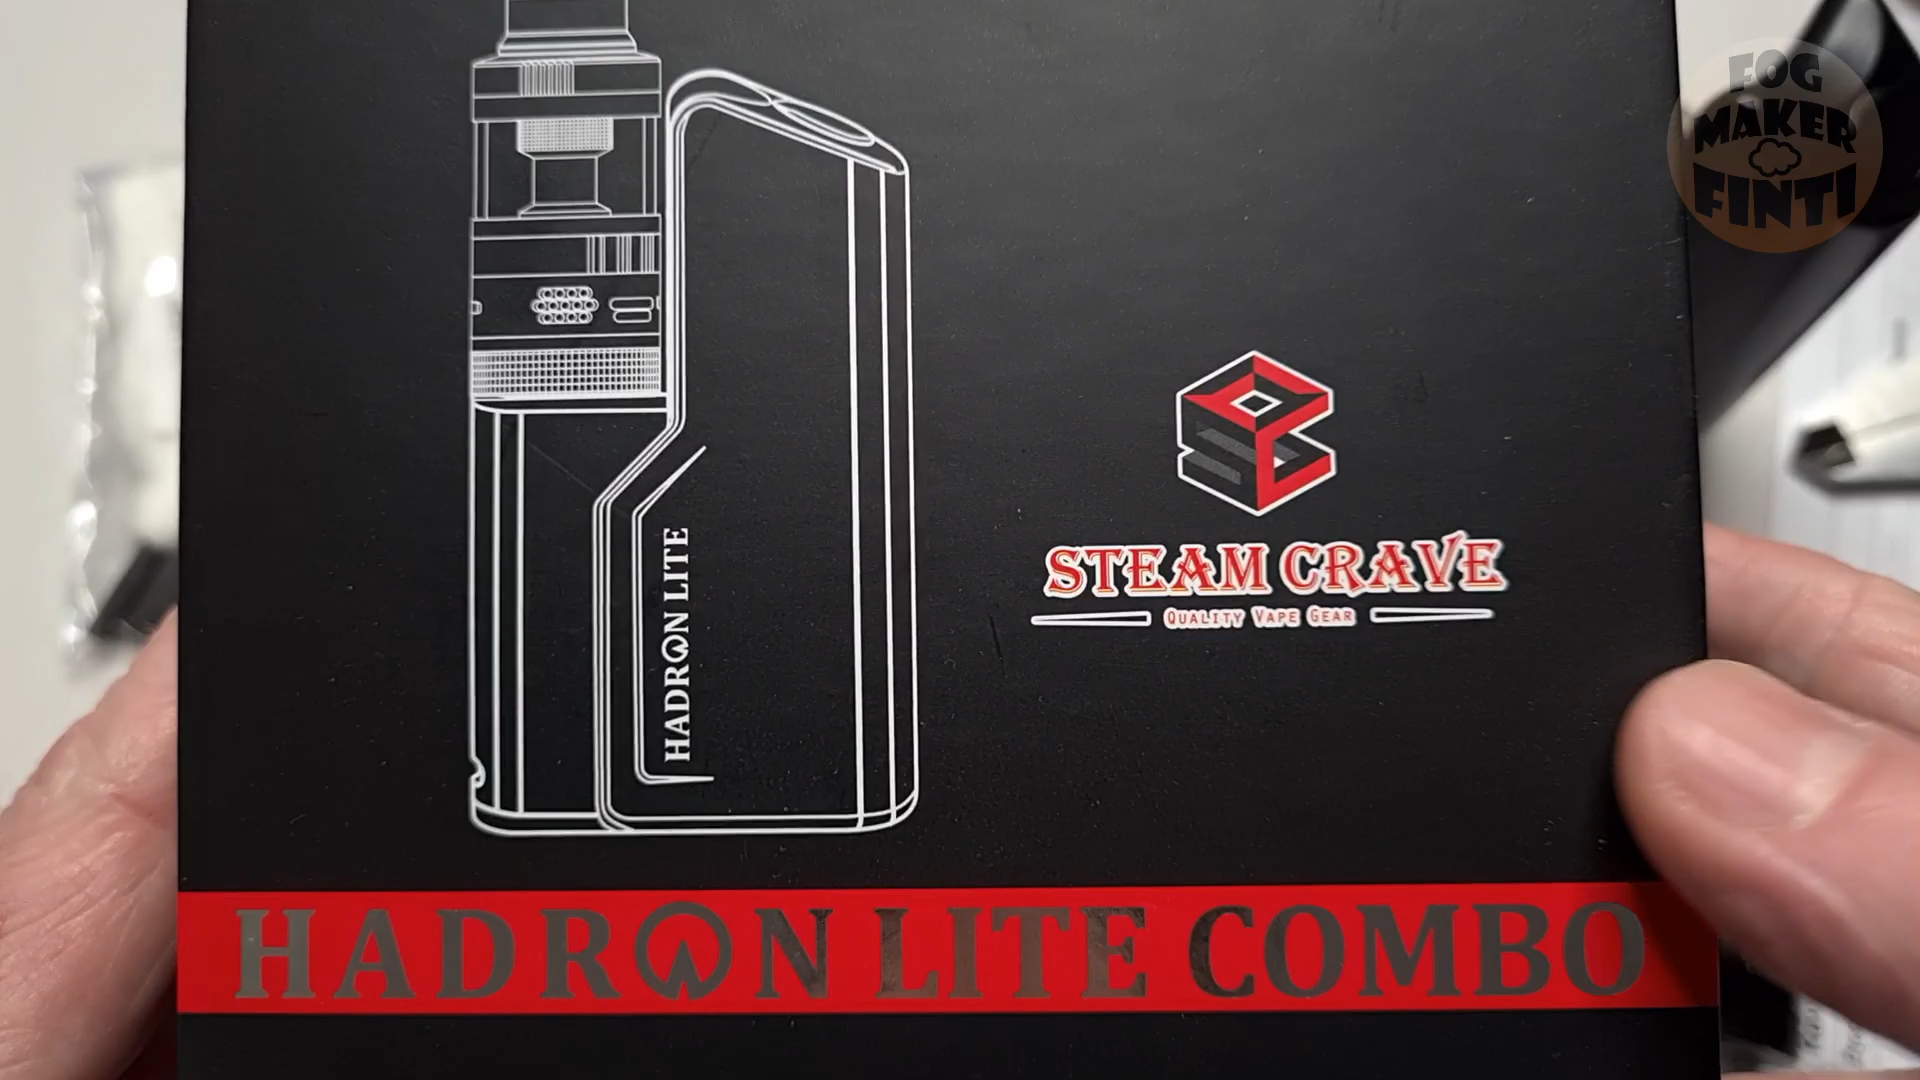 FOG
MAKER
FINTI
HADRON LITE
STEAM CRAVE
QUALITY VAPE GEAR
HADRON LITE COMBO